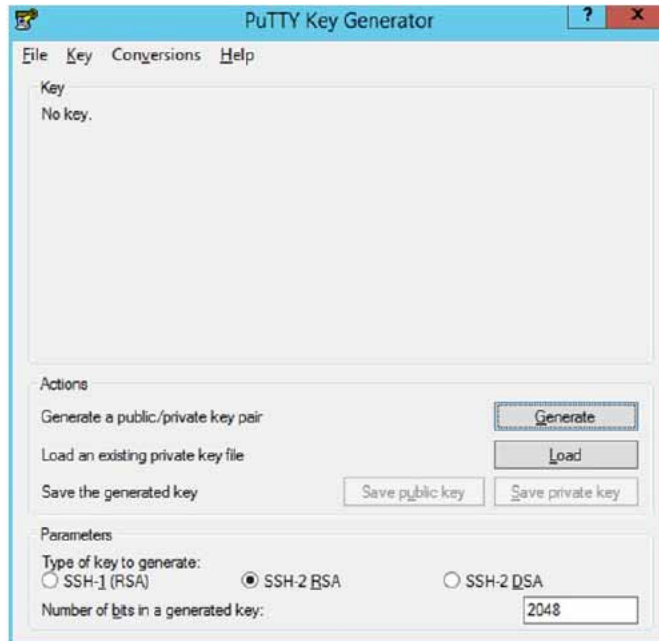 PuTTY Key Generator ? x
File Key Conversions Help
Key
No key.
Actions
Generate a public/private key pair Generate
Load an existing private key file Load
Save the generated key Save public key Save private key
Parameters
Type of key to generate:
SSH-1 (RSA) SSH-2 RSA SSH-2 DSA
Number of bits in a generated key: 2048